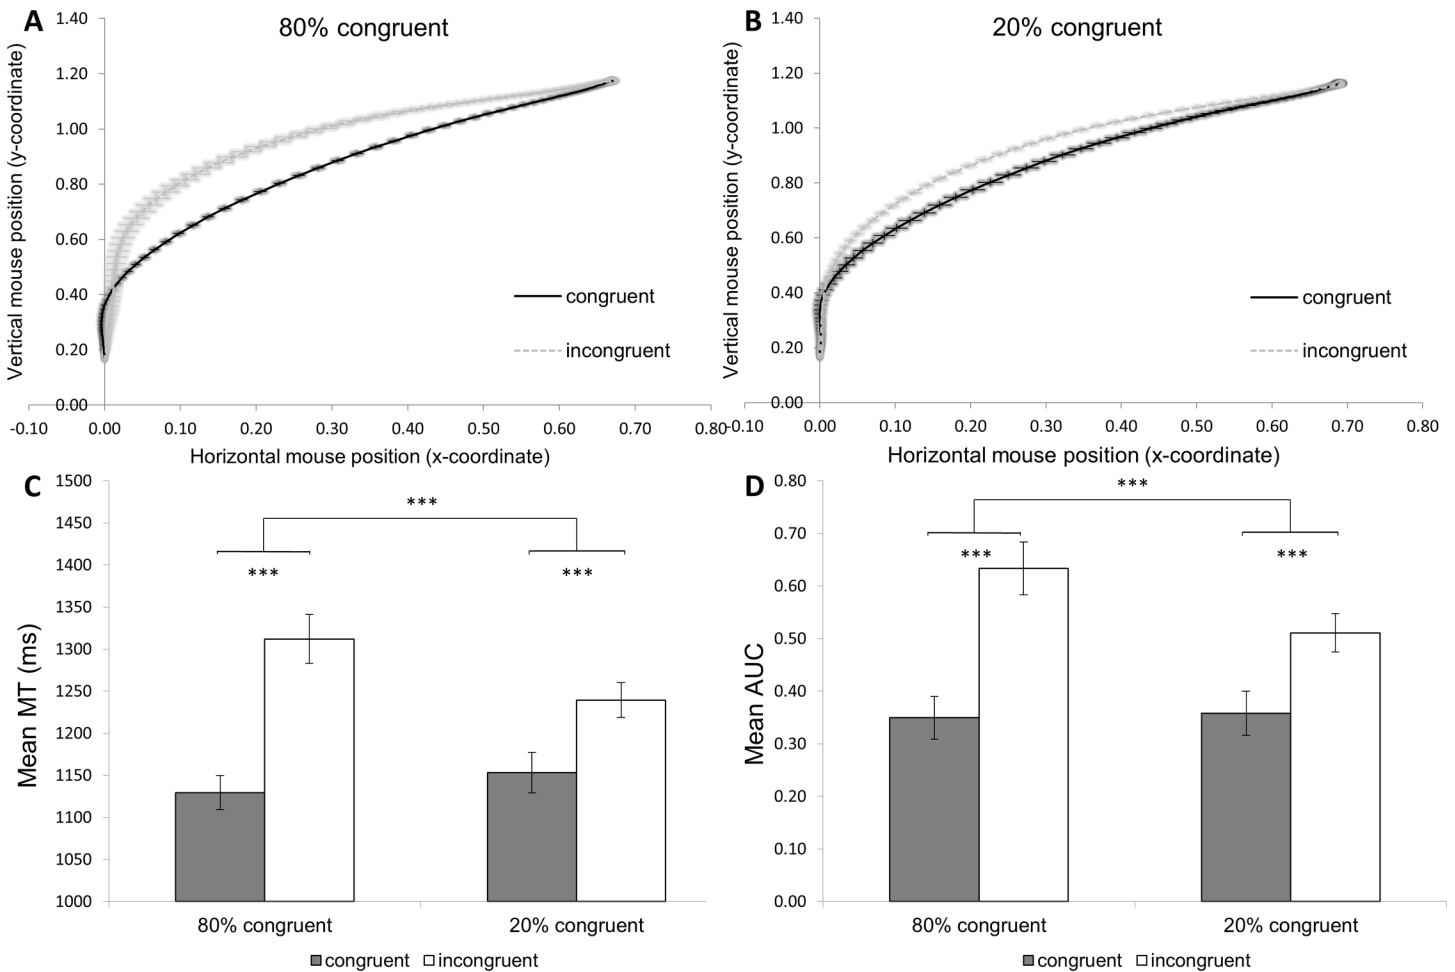 A
80% congruent
Vertical mouse position (y-coordinate)
1.40
1.20
1.00
0.80
0.60
0.40
0.20
0.00
congruent
incongruent
-0.10 0.00 0.10 0.20 0.30 0.40 0.50 0.60 0.70 0.80
Horizontal mouse position (x-coordinate)
B
20% congruent
Vertical mouse position (y-coordinate)
1.40
1.20
1.00
0.80
0.60
0.40
0.20
0.00
congruent
incongruent
-0.10 0.00 0.10 0.20 0.30 0.40 0.50 0.60 0.70 0.80
Horizontal mouse position (x-coordinate)
C
Mean MT (ms)
1500
1450
1400
1350
1300
1250
1200
1150
1100
1050
1000
***
*** ***
80% congruent 20% congruent
congruent incongruent
D
Mean AUC
0.80
0.70
0.60
0.50
0.40
0.30
0.20
0.10
0.00
***
*** ***
80% congruent 20% congruent
congruent incongruent